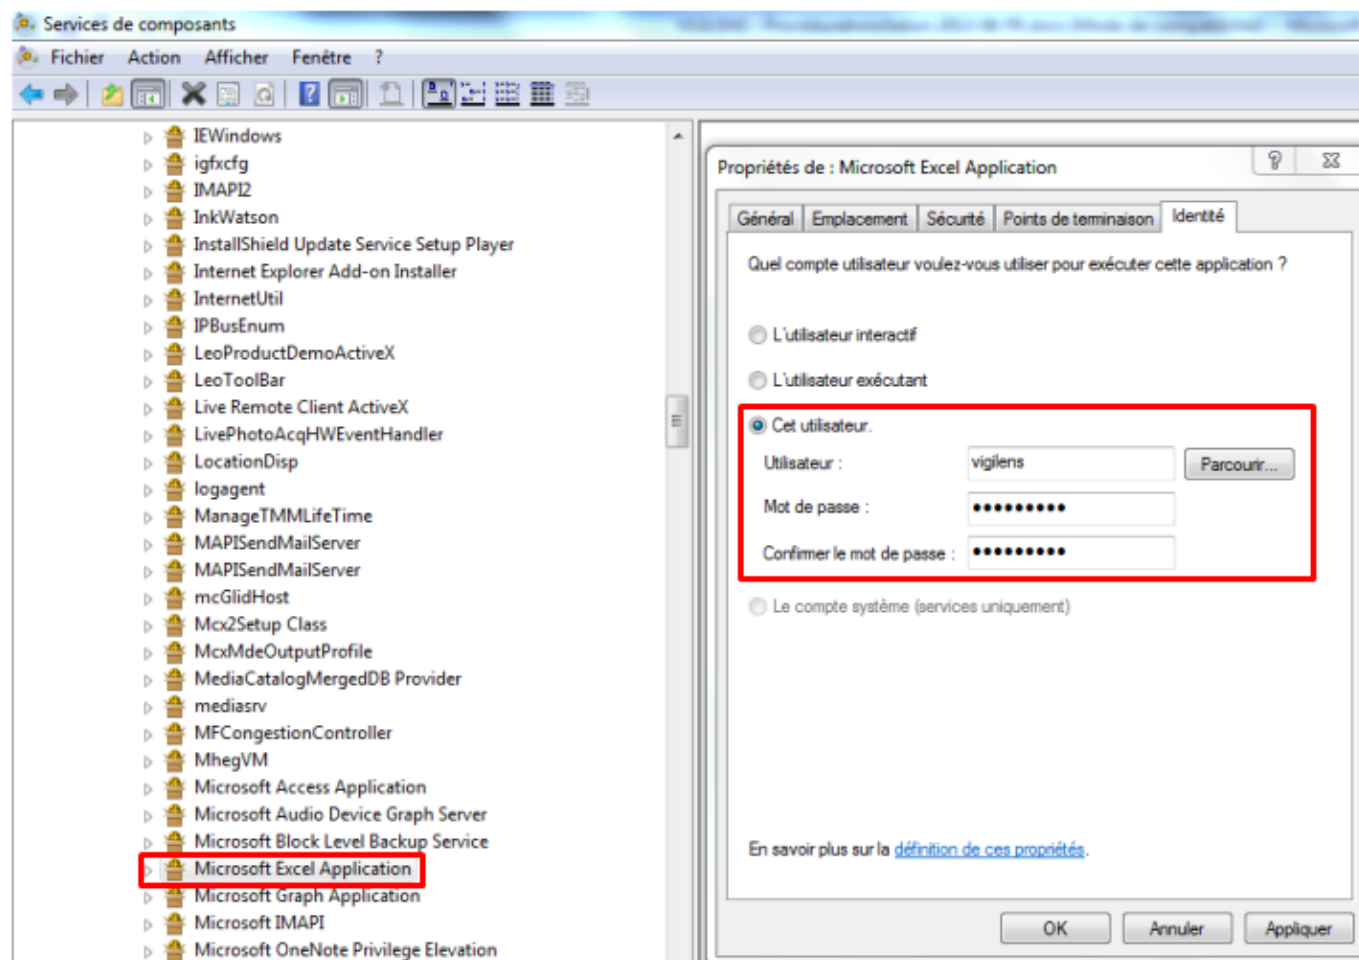 Services de composants
Fichier Action Afficher Fenêtre ?
IEWindows
igfxcfg
IMAPI2
InkWatson
InstallShield Update Service Setup Player
Internet Explorer Add-on Installer
InternetUtil
IPBusEnum
LeoProductDemoActiveX
LeoToolBar
Live Remote Client ActiveX
LivePhotoAcqHWEventHandler
LocationDisp
logagent
ManageTMMLifeTime
MAPISendMailServer
MAPISendMailServer
mcGlidHost
Mcx2Setup Class
McxMdeOutputProfile
MediaCatalogMergedDB Provider
mediasrv
MFCongestionController
MhegVM
Microsoft Access Application
Microsoft Audio Device Graph Server
Microsoft Block Level Backup Service
Microsoft Excel Application
Microsoft Graph Application
Microsoft IMAPI
Microsoft OneNote Privilege Elevation
Propriétés de : Microsoft Excel Application
Général Emplacement Sécurité Points de terminaison Identité
Quel compte utilisateur voulez-vous utiliser pour exécuter cette application ?
L'utilisateur interactif
L'utilisateur exécutant
Cet utilisateur.
Utilisateur : vigilens Parcourir...
Mot de passe : •••••••••
Confirmer le mot de passe : •••••••••
Le compte système (services uniquement)
En savoir plus sur la définition de ces propriétés.
OK Annuler Appliquer